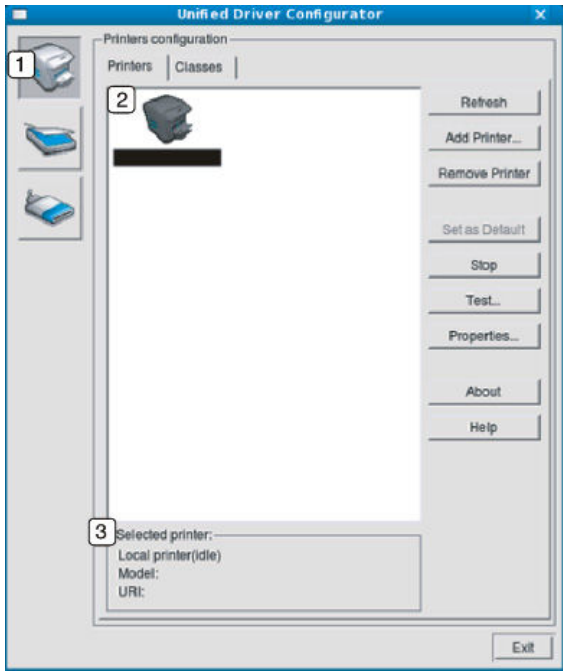 Unified Driver Configurator
1
Printers configuration
Printers
Classes
2
Refresh
Add Printer...
Remove Printer
Set as Default
Stop
Test...
Properties...
About
Help
3
Selected printer:
Local printer(idle)
Model:
URI:
Exit